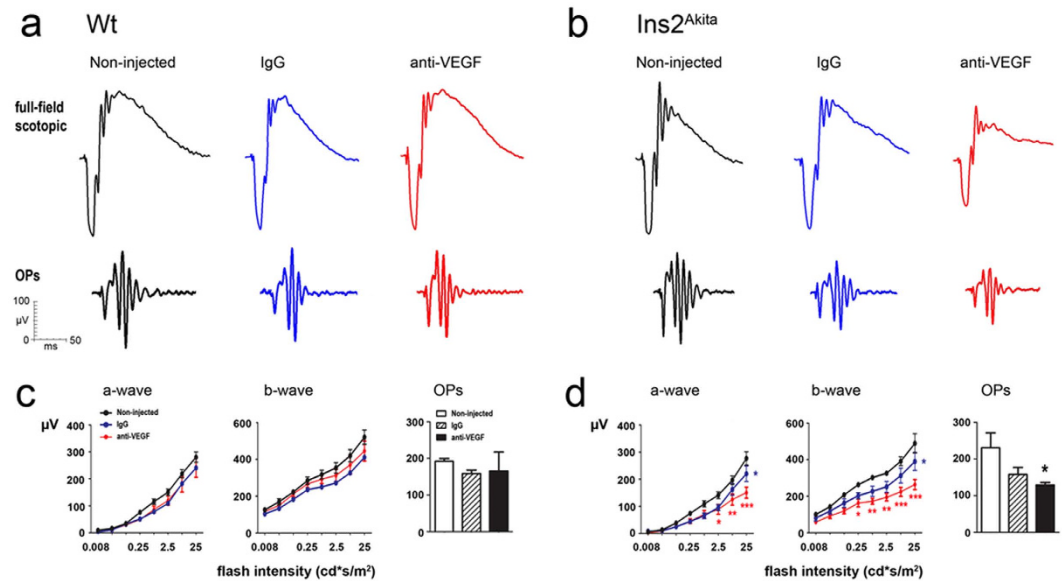 a Wt
Non-injected IgG anti-VEGF
full-field
scotopic
OPs
100
µV
0
ms
50
b Ins2Akita
Non-injected IgG anti-VEGF
c a-wave b-wave OPs
µV
Non-injected
IgG
anti-VEGF
400
300
200
100
0
0.008 0.25 2.5 25
600
400
200
0
0.008 0.25 2.5 25
300
200
100
0
Non-injected
IgG
anti-VEGF
flash intensity (cd*s/m²)
d a-wave b-wave OPs
µV
400
300
200
100
0
*
* ** ***
0.008 0.25 2.5 25
600
400
200
0
*
* ** ** *** ***
0.008 0.25 2.5 25
300
200
100
0
*
flash intensity (cd*s/m²)